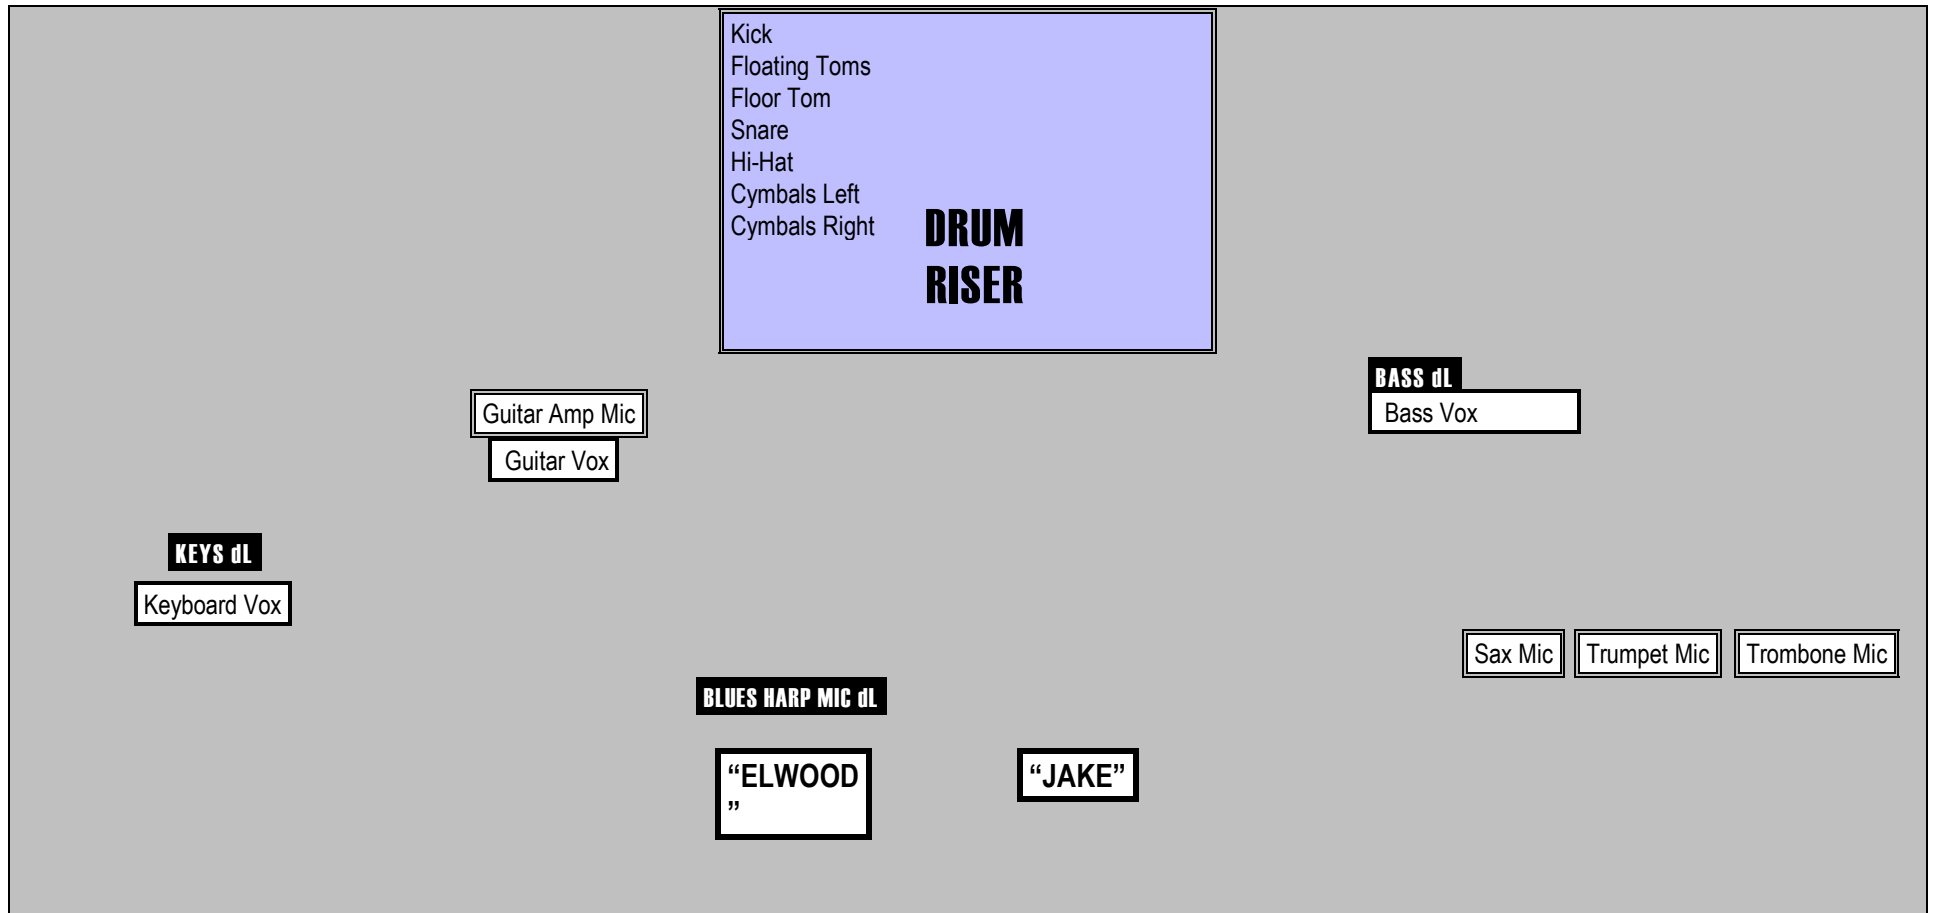 Kick
Floating Toms
Floor Tom
Snare
Hi-Hat
Cymbals Left
Cymbals Right
DRUM
RISER
BASS dL
Bass Vox
Guitar Amp Mic
Guitar Vox
KEYS dL
Keyboard Vox
Sax Mic
Trumpet Mic
Trombone Mic
BLUES HARP MIC dL
“ELWOOD
”
“JAKE”